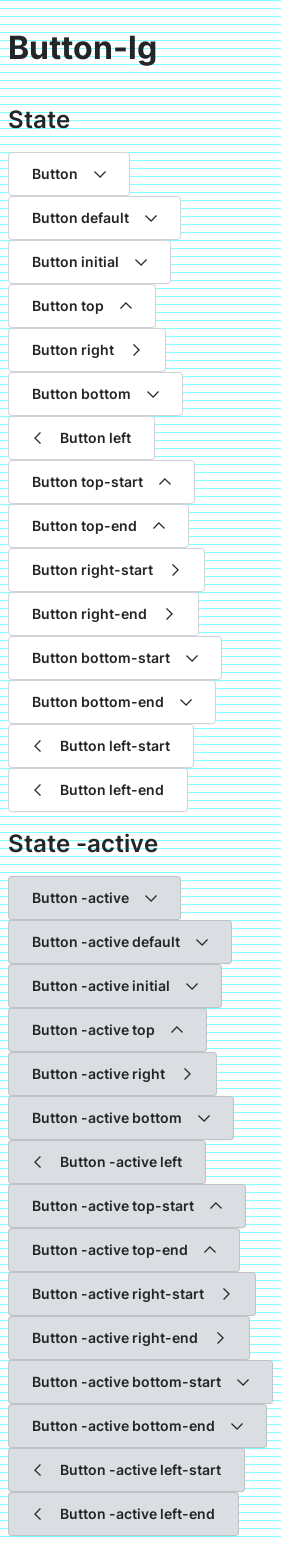 Button-lg
State
Button
Button default
Button initial
Button top
Button right
Button bottom
Button left
Button top-start
Button top-end
Button right-start
Button right-end
Button bottom-start
Button bottom-end
Button left-start
Button left-end
State -active
Button -active
Button -active default
Button -active initial
Button -active top
Button -active right
Button -active bottom
Button -active left
Button -active top-start
Button -active top-end
Button -active right-start
Button -active right-end
Button -active bottom-start
Button -active bottom-end
Button -active left-start
Button -active left-end